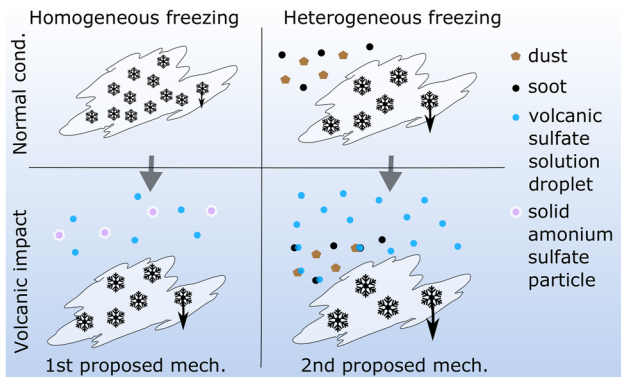 Homogeneous freezing
Heterogeneous freezing
Normal cond.
Volcanic impact
1st proposed mech.
2nd proposed mech.
dust
soot
volcanic
sulfate
solution
droplet
solid
amonium
sulfate
particle